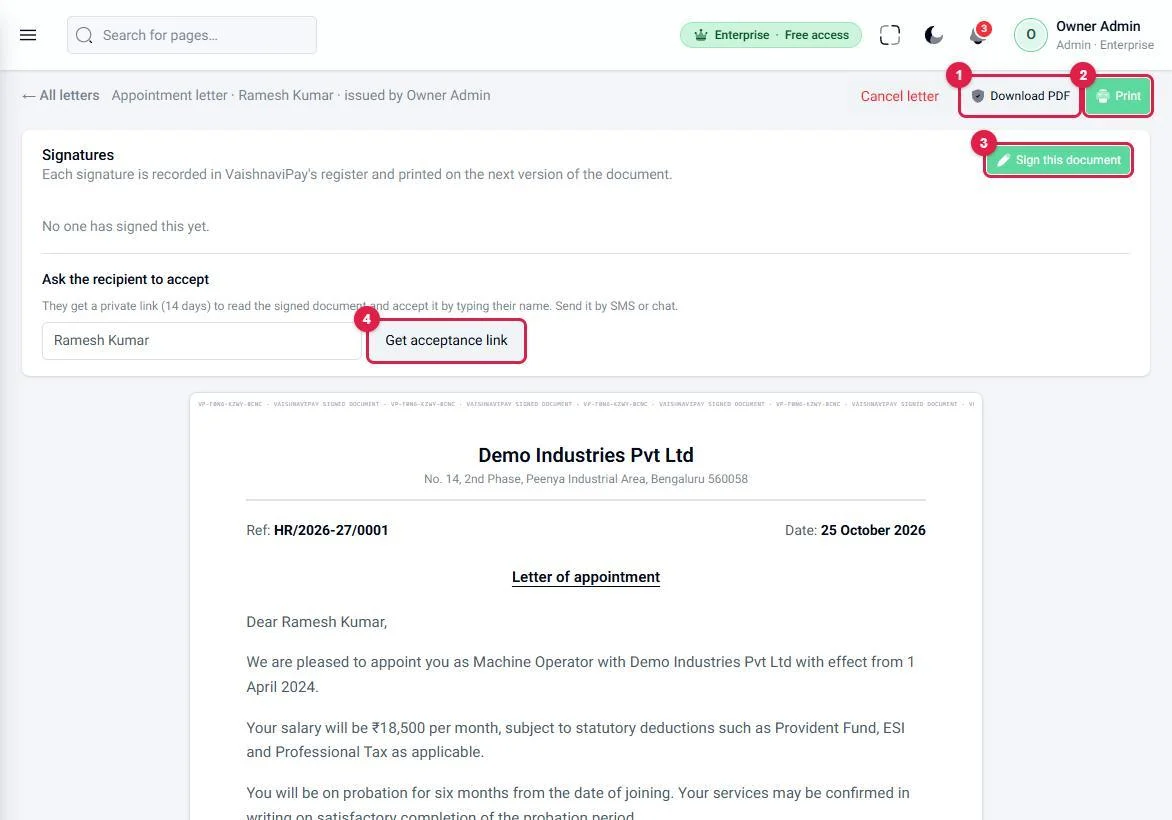 Search for pages...
Enterprise · Free access
3
O
Owner Admin
Admin · Enterprise
← All letters Appointment letter · Ramesh Kumar · issued by Owner Admin
Cancel letter
1
Download PDF
2
Print
Signatures
3
Sign this document
Each signature is recorded in VaishnaviPay's register and printed on the next version of the document.
No one has signed this yet.
Ask the recipient to accept
They get a private link (14 days) to read the signed document and accept it by typing their name. Send it by SMS or chat.
Ramesh Kumar
4
Get acceptance link
Demo Industries Pvt Ltd
No. 14, 2nd Phase, Peenya Industrial Area, Bengaluru 560058
Ref: HR/2026-27/0001
Date: 25 October 2026
Letter of appointment
Dear Ramesh Kumar,
We are pleased to appoint you as Machine Operator with Demo Industries Pvt Ltd with effect from 1
April 2024.
Your salary will be ₹18,500 per month, subject to statutory deductions such as Provident Fund, ESI
and Professional Tax as applicable.
You will be on probation for six months from the date of joining. Your services may be confirmed in
writing on satisfactory completion of the probation period.